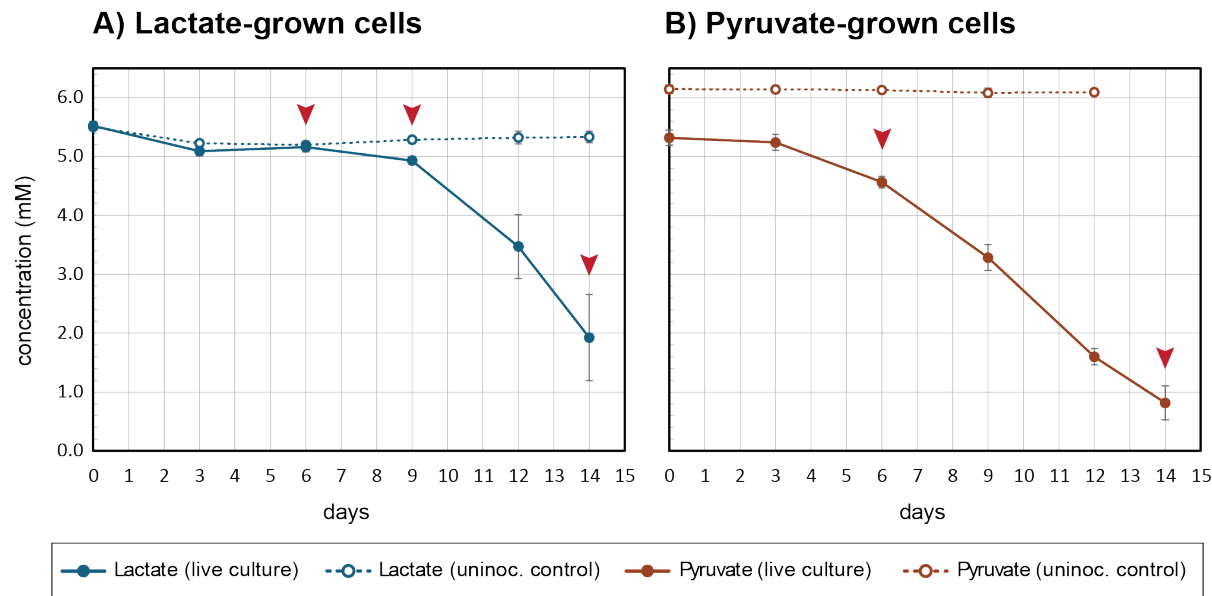 A) Lactate-grown cells
B) Pyruvate-grown cells
concentration (mM)
6.0
5.0
4.0
3.0
2.0
1.0
0.0
0 1 2 3 4 5 6 7 8 9 10 11 12 13 14 15
0 1 2 3 4 5 6 7 8 9 10 11 12 13 14 15
days
days
Lactate (live culture) Lactate (uninoc. control) Pyruvate (live culture) Pyruvate (uninoc. control)